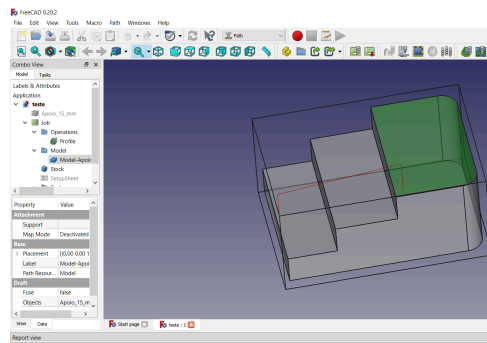 FreeCAD 0.20.2
File Edit View Tools Macro Path Windows Help
Path
Combo View
Model Tasks
Labels & Attributes
Application
teste
Apoio_15_mm
Job
Operations
Profile
Model
Model-Apoic
Stock
SetupSheet
Property Value
Attachment
Support
Map Mode Deactivated
Base
Placement [(0,00 0,00 1
Label Model-Apoi
Path Resour... Model
Draft
Fuse false
Objects Apoio_15_m
View Data
Start page
teste : 1
Report view